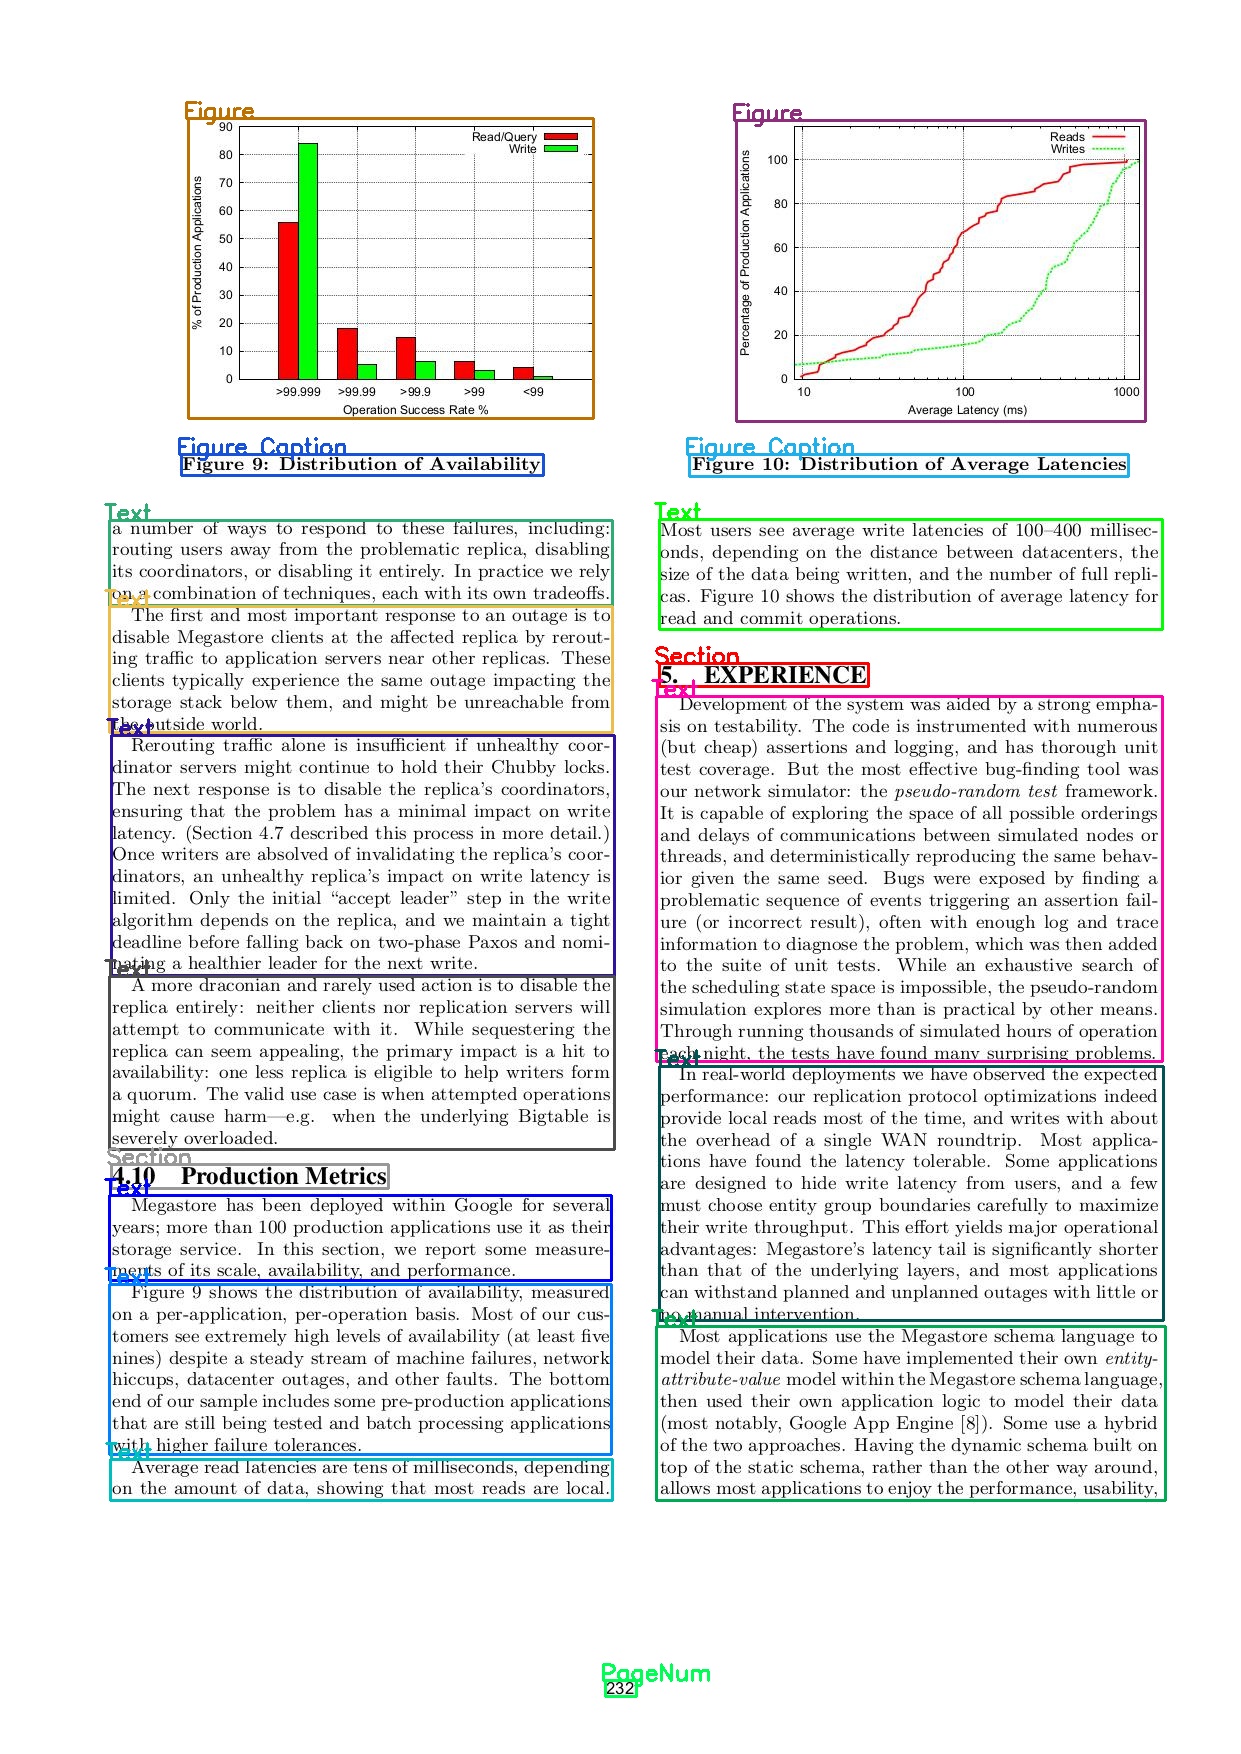 Figure
90
80
70
60
50
40
30
20
10
0
% of Production Applications
Read/Query
Write
>99.999 >99.99 >99.9 >99 <99
Operation Success Rate %
Figure Caption
Figure 9: Distribution of Availability
Figure
100
80
60
40
20
0
Percentage of Production Applications
Reads
Writes
10 100 1000
Average Latency (ms)
Figure Caption
Figure 10: Distribution of Average Latencies
Text
a number of ways to respond to these failures, including:
routing users away from the problematic replica, disabling
its coordinators, or disabling it entirely. In practice we rely
on a combination of techniques, each with its own tradeoffs.
Text
The first and most important response to an outage is to
disable Megastore clients at the affected replica by rerout-
ing traffic to application servers near other replicas. These
clients typically experience the same outage impacting the
storage stack below them, and might be unreachable from
the outside world.
Text
Rerouting traffic alone is insufficient if unhealthy coor-
dinator servers might continue to hold their Chubby locks.
The next response is to disable the replica's coordinators,
ensuring that the problem has a minimal impact on write
latency. (Section 4.7 described this process in more detail.)
Once writers are absolved of invalidating the replica's coor-
dinators, an unhealthy replica's impact on write latency is
limited. Only the initial “accept leader” step in the write
algorithm depends on the replica, and we maintain a tight
deadline before falling back on two-phase Paxos and nomi-
nating a healthier leader for the next write.
Text
A more draconian and rarely used action is to disable the
replica entirely: neither clients nor replication servers will
attempt to communicate with it. While sequestering the
replica can seem appealing, the primary impact is a hit to
availability: one less replica is eligible to help writers form
a quorum. The valid use case is when attempted operations
might cause harm—e.g. when the underlying Bigtable is
severely overloaded.
Section
4.10 Production Metrics
Text
Megastore has been deployed within Google for several
years; more than 100 production applications use it as their
storage service. In this section, we report some measure-
ments of its scale, availability, and performance.
Text
Figure 9 shows the distribution of availability, measured
on a per-application, per-operation basis. Most of our cus-
tomers see extremely high levels of availability (at least five
nines) despite a steady stream of machine failures, network
hiccups, datacenter outages, and other faults. The bottom
end of our sample includes some pre-production applications
that are still being tested and batch processing applications
with higher failure tolerances.
Text
Average read latencies are tens of milliseconds, depending
on the amount of data, showing that most reads are local.
Text
Most users see average write latencies of 100–400 millisec-
onds, depending on the distance between datacenters, the
size of the data being written, and the number of full repli-
cas. Figure 10 shows the distribution of average latency for
read and commit operations.
Section
5. EXPERIENCE
Text
Development of the system was aided by a strong empha-
sis on testability. The code is instrumented with numerous
(but cheap) assertions and logging, and has thorough unit
test coverage. But the most effective bug-finding tool was
our network simulator: the pseudo-random test framework.
It is capable of exploring the space of all possible orderings
and delays of communications between simulated nodes or
threads, and deterministically reproducing the same behav-
ior given the same seed. Bugs were exposed by finding a
problematic sequence of events triggering an assertion fail-
ure (or incorrect result), often with enough log and trace
information to diagnose the problem, which was then added
to the suite of unit tests. While an exhaustive search of
the scheduling state space is impossible, the pseudo-random
simulation explores more than is practical by other means.
Through running thousands of simulated hours of operation
each night, the tests have found many surprising problems.
Text
In real-world deployments we have observed the expected
performance: our replication protocol optimizations indeed
provide local reads most of the time, and writes with about
the overhead of a single WAN roundtrip. Most applica-
tions have found the latency tolerable. Some applications
are designed to hide write latency from users, and a few
must choose entity group boundaries carefully to maximize
their write throughput. This effort yields major operational
advantages: Megastore's latency tail is significantly shorter
than that of the underlying layers, and most applications
can withstand planned and unplanned outages with little or
no manual intervention.
Text
Most applications use the Megastore schema language to
model their data. Some have implemented their own entity-
attribute-value model within the Megastore schema language,
then used their own application logic to model their data
(most notably, Google App Engine [8]). Some use a hybrid
of the two approaches. Having the dynamic schema built on
top of the static schema, rather than the other way around,
allows most applications to enjoy the performance, usability,
PageNum
232